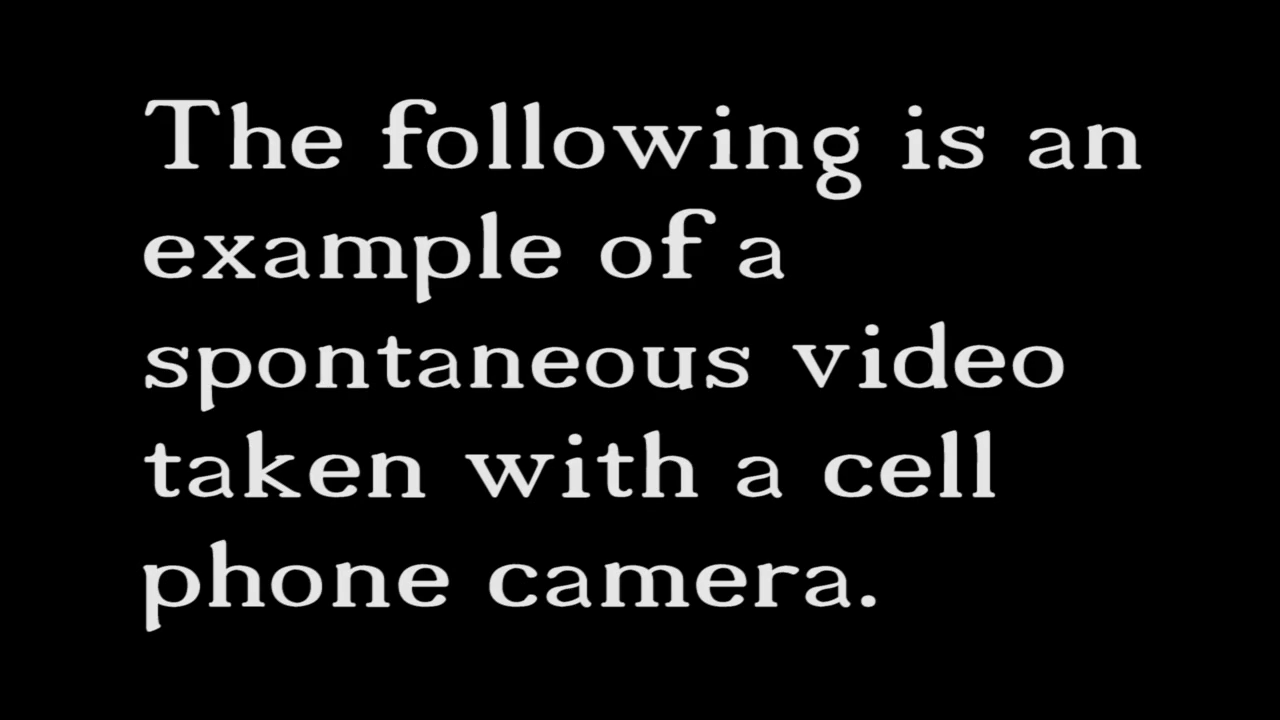 The following is an
example of a
spontaneous video
taken with a cell
phone camera.